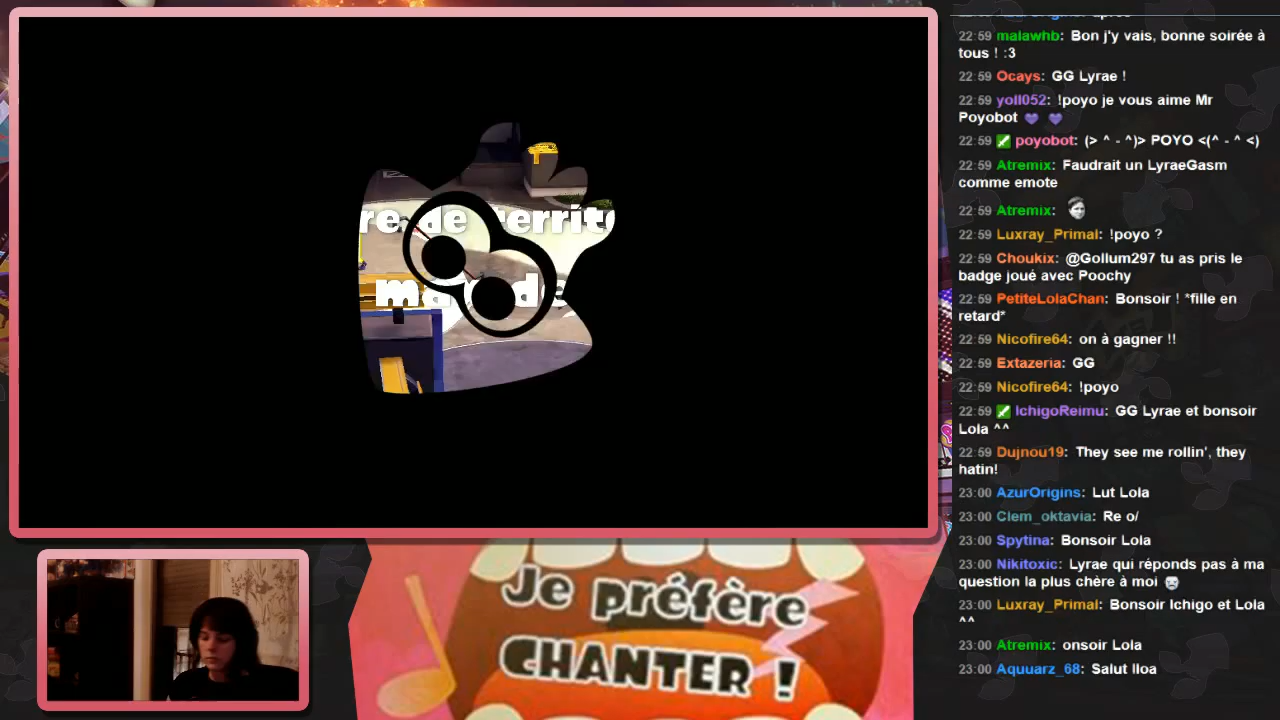 re de territo
ma de
Je préfère
CHANTER !
22:59 malawhb: Bon j'y vais, bonne soirée à
tous ! :3
22:59 Ocays: GG Lyrae !
22:59 yoll052: !poyo je vous aime Mr
Poyobot 💜 💜
22:59 poyobot: (> ^ - ^)> POYO <(^ - ^ <)
22:59 Atremix: Faudrait un LyraeGasm
comme emote
22:59 Atremix:
22:59 Luxray_Primal: !poyo ?
22:59 Choukix: @Gollum297 tu as pris le
badge joué avec Poochy
22:59 PetiteLolaChan: Bonsoir ! *fille en
retard*
22:59 Nicofire64: on à gagner !!
22:59 Extazeria: GG
22:59 Nicofire64: !poyo
22:59 IchigoReimu: GG Lyrae et bonsoir
Lola ^^
22:59 Dujnou19: They see me rollin', they
hatin!
23:00 AzurOrigins: Lut Lola
23:00 Clem_oktavia: Re o/
23:00 Spytina: Bonsoir Lola
23:00 Nikitoxic: Lyrae qui réponds pas à ma
question la plus chère à moi
23:00 Luxray_Primal: Bonsoir Ichigo et Lola
^^
23:00 Atremix: onsoir Lola
23:00 Aquuarz_68: Salut lloa